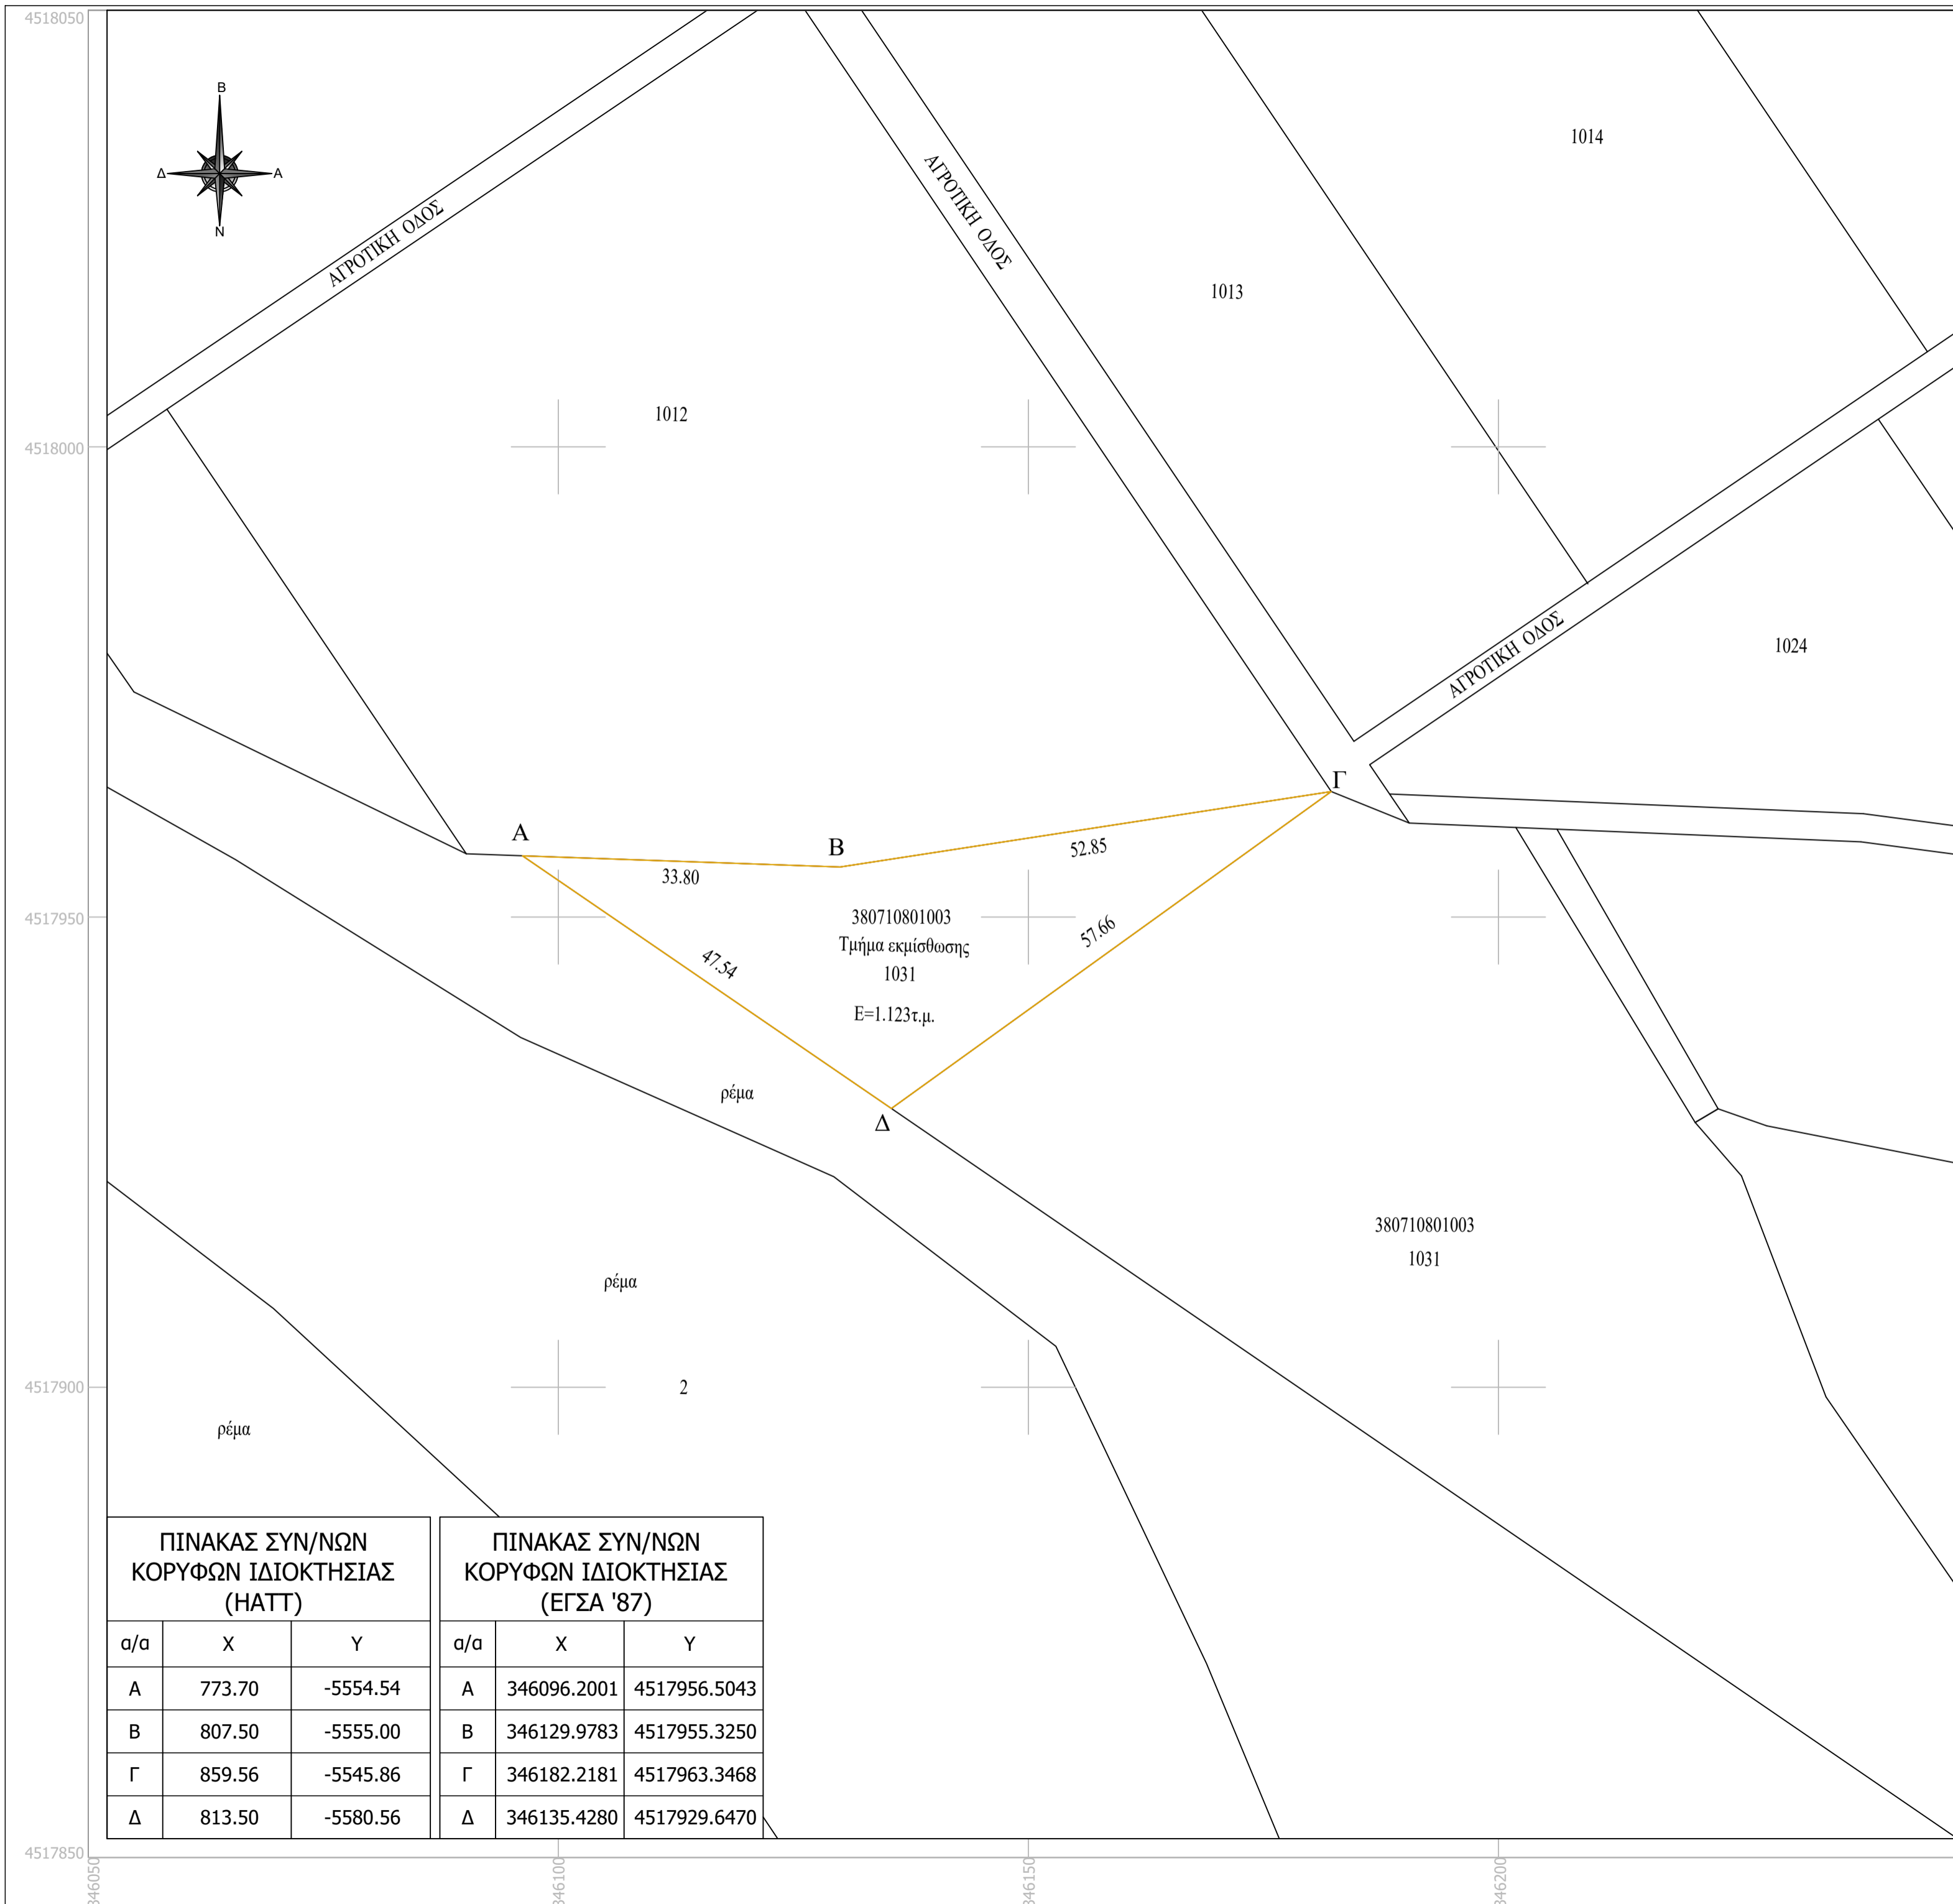 4518050
Β
Δ
Α
Ν
ΑΓΡΟΤΙΚΗ ΟΔΟΣ
ΑΓΡΟΤΙΚΗ ΟΔΟΣ
1014
1013
4518000
1012
ΑΓΡΟΤΙΚΗ ΟΔΟΣ
1024
Γ
Α
Β
52.85
33.80
4517950
380710801003
Τμήμα εκμίσθωσης
1031
Ε=1.123τ.μ.
57.66
47.54
ρέμα
Δ
380710801003
1031
ρέμα
4517900
2
ρέμα
ΠΙΝΑΚΑΣ ΣΥΝ/ΝΩΝ
ΚΟΡΥΦΩΝ ΙΔΙΟΚΤΗΣΙΑΣ
(HATT)
α/α X Y
Α 773.70 -5554.54
Β 807.50 -5555.00
Γ 859.56 -5545.86
Δ 813.50 -5580.56
ΠΙΝΑΚΑΣ ΣΥΝ/ΝΩΝ
ΚΟΡΥΦΩΝ ΙΔΙΟΚΤΗΣΙΑΣ
(ΕΓΣΑ '87)
α/α X Y
Α 346096.2001 4517956.5043
Β 346129.9783 4517955.3250
Γ 346182.2181 4517963.3468
Δ 346135.4280 4517929.6470
4517850
346050
346100
346150
346200